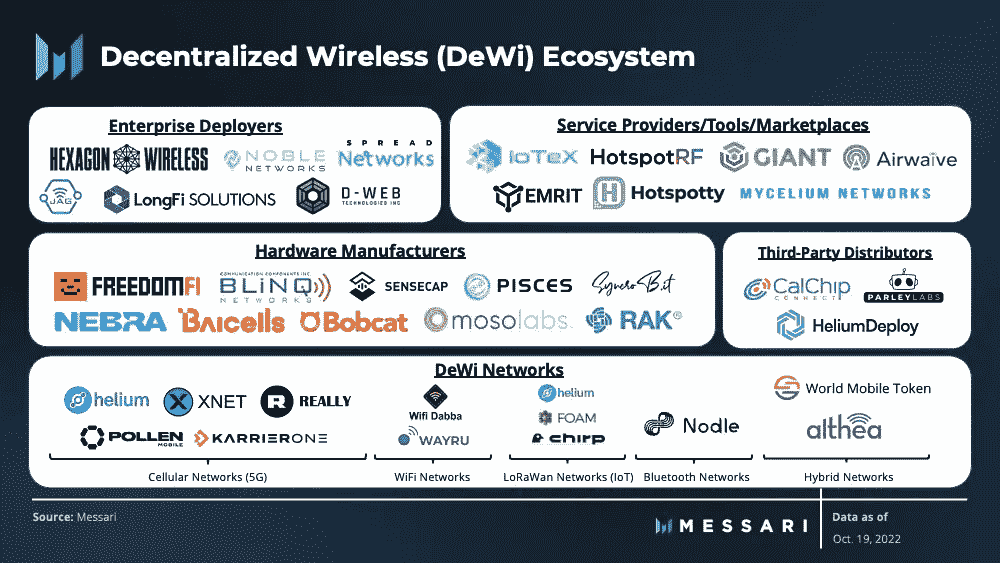 Decentralized Wireless (DeWi) Ecosystem
Enterprise Deployers
HEXAGON WIRELESS
NOBLE
NETWORKS
SPREAD
NetWorks
JAG
LongFi SOLUTIONS
D-WEB
TECHNOLOGIES INC
Service Providers/Tools/Marketplaces
IoTeX
HotspotRF
GIANT
Airwaive
EMRIT
Hotspotty
MYCELIUM NETWORKS
Hardware Manufacturers
FREEDOMFI
COMMUNICATION COMPONENTS INC.
BLiNQ
NETWORKS
SENSECAP
PISCES
SyncroB.it
NEBRA
BAicells
Bobcat
mosolabs.
RAK®
Third-Party Distributors
CalChip
CONNECT
PARLEYLABS
HeliumDeploy
DeWi Networks
helium
XNET
REALLY
POLLEN
MOBILE
KARRIERONE
Cellular Networks (5G)
Wifi Dabba
WAYRU
WiFi Networks
helium
FOAM
chirp
LoRaWan Networks (IoT)
Nodle
Bluetooth Networks
World Mobile Token
althea
Hybrid Networks
Source: Messari
MESSARI
Data as of
Oct. 19, 2022